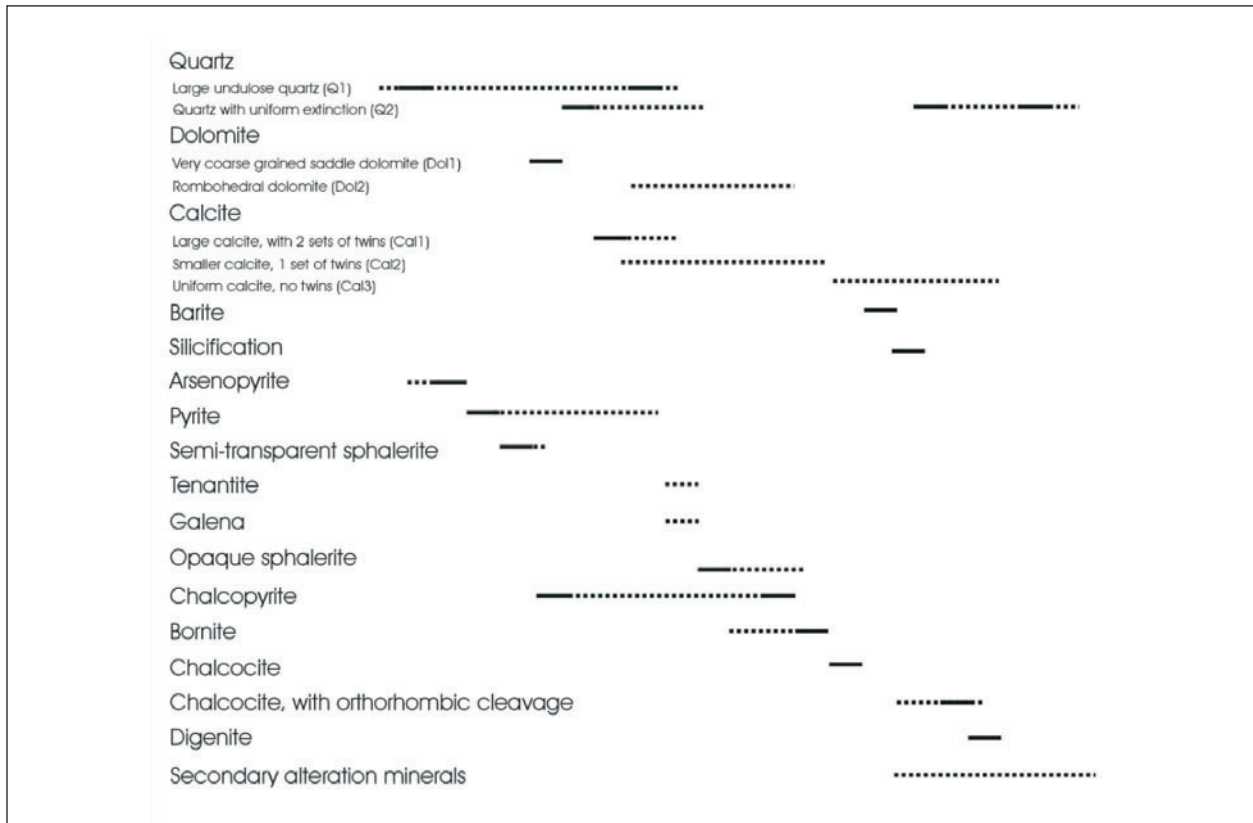 Quartz
Large undulose quartz (Q1)
Quartz with uniform extinction (Q2)
Dolomite
Very coarse grained saddle dolomite (Dol1)
Rombohedral dolomite (Dol2)
Calcite
Large calcite, with 2 sets of twins (Cal1)
Smaller calcite, 1 set of twins (Cal2)
Uniform calcite, no twins (Cal3)
Barite
Silicification
Arsenopyrite
Pyrite
Semi-transparent sphalerite
Tenantite
Galena
Opaque sphalerite
Chalcopyrite
Bornite
Chalcocite
Chalcocite, with orthorhombic cleavage
Digenite
Secondary alteration minerals